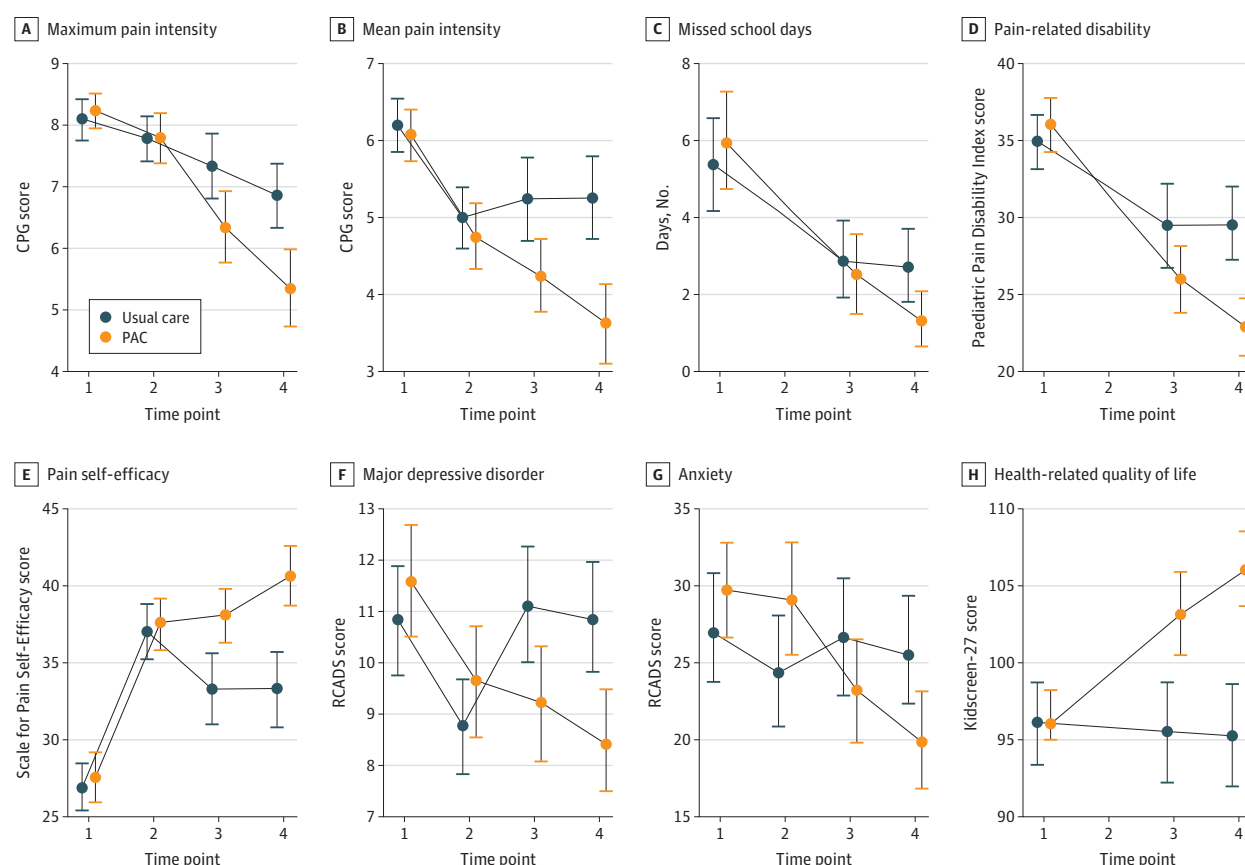 A Maximum pain intensity
CPG score
9
8
7
6
5
4
Usual care
PAC
1 2 3 4
Time point
B Mean pain intensity
CPG score
7
6
5
4
3
1 2 3 4
Time point
C Missed school days
Days, No.
8
6
4
2
0
1 2 3 4
Time point
D Pain-related disability
Paediatric Pain Disability Index score
40
35
30
25
20
1 2 3 4
Time point
E Pain self-efficacy
Scale for Pain Self-Efficacy score
45
40
35
30
25
1 2 3 4
Time point
F Major depressive disorder
RCADS score
13
12
11
10
9
8
7
1 2 3 4
Time point
G Anxiety
RCADS score
35
30
25
20
15
1 2 3 4
Time point
H Health-related quality of life
Kidscreen-27 score
110
105
100
95
90
1 2 3 4
Time point